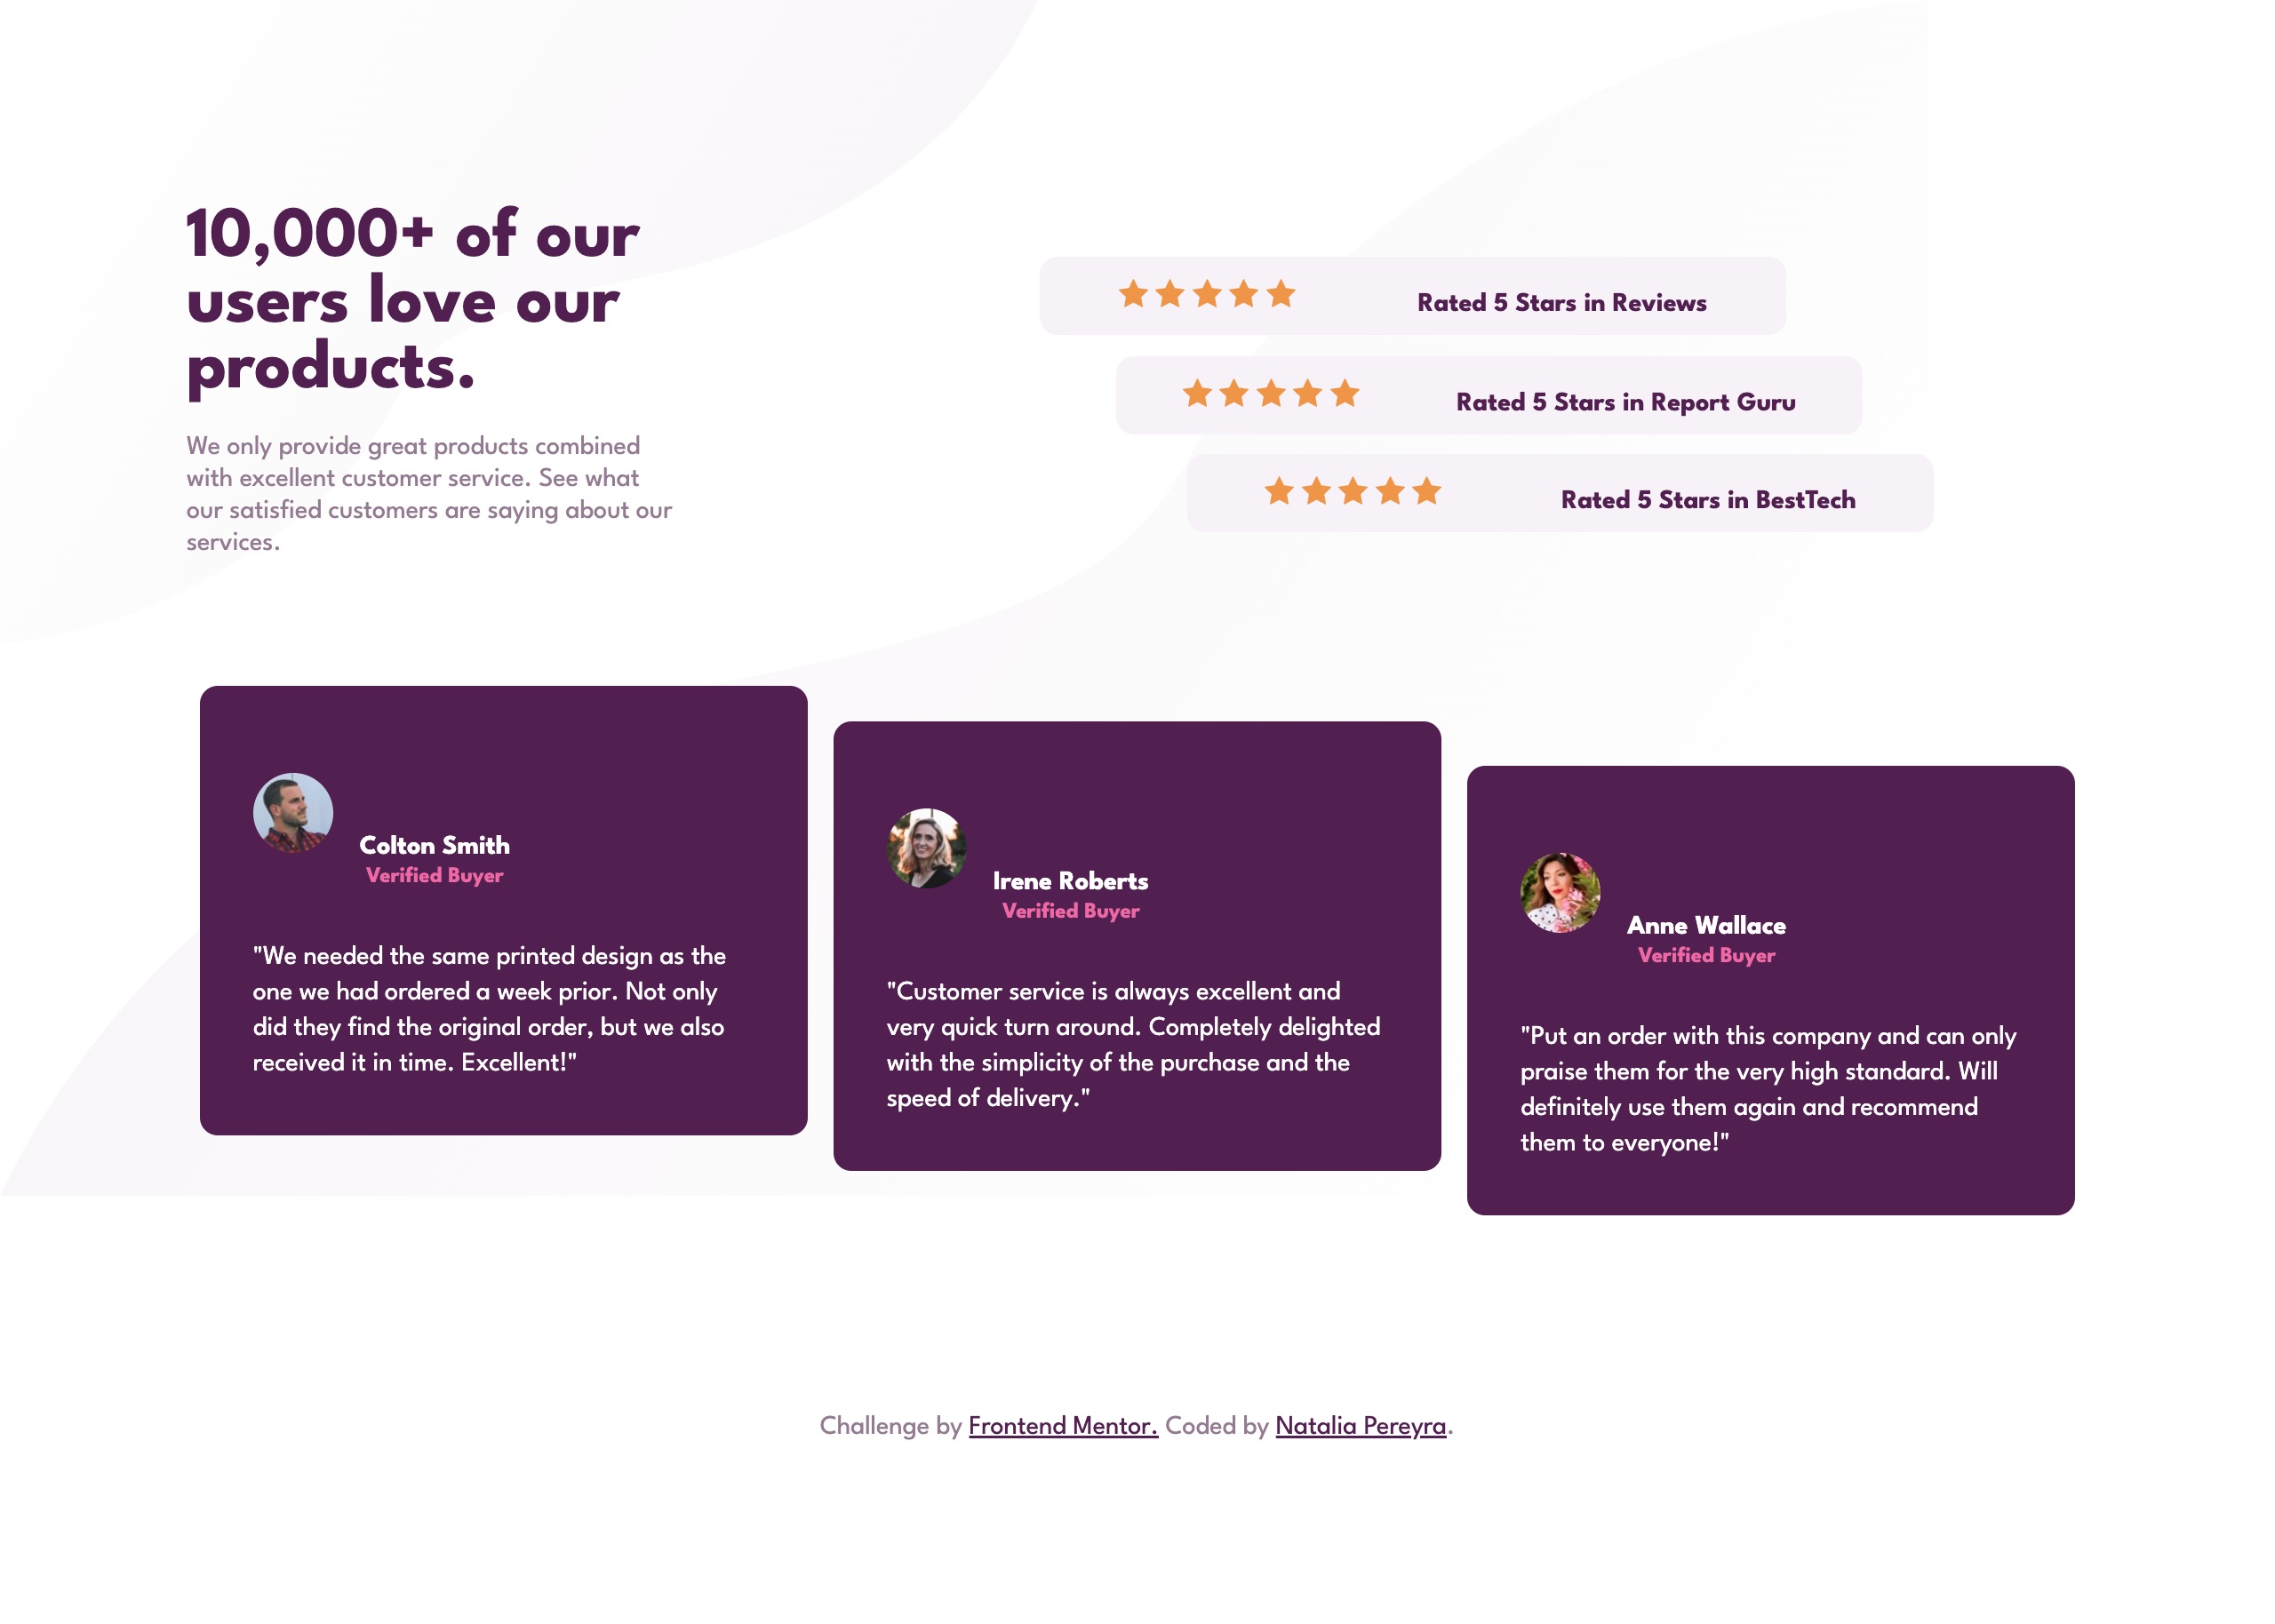 10,000+ of our
users love our
products.
We only provide great products combined
with excellent customer service. See what
our satisfied customers are saying about our
services.
Rated 5 Stars in Reviews
Rated 5 Stars in Report Guru
Rated 5 Stars in BestTech
Colton Smith
Verified Buyer
"We needed the same printed design as the
one we had ordered a week prior. Not only
did they find the original order, but we also
received it in time. Excellent!"
Irene Roberts
Verified Buyer
"Customer service is always excellent and
very quick turn around. Completely delighted
with the simplicity of the purchase and the
speed of delivery."
Anne Wallace
Verified Buyer
"Put an order with this company and can only
praise them for the very high standard. Will
definitely use them again and recommend
them to everyone!"
Challenge by Frontend Mentor. Coded by Natalia Pereyra.